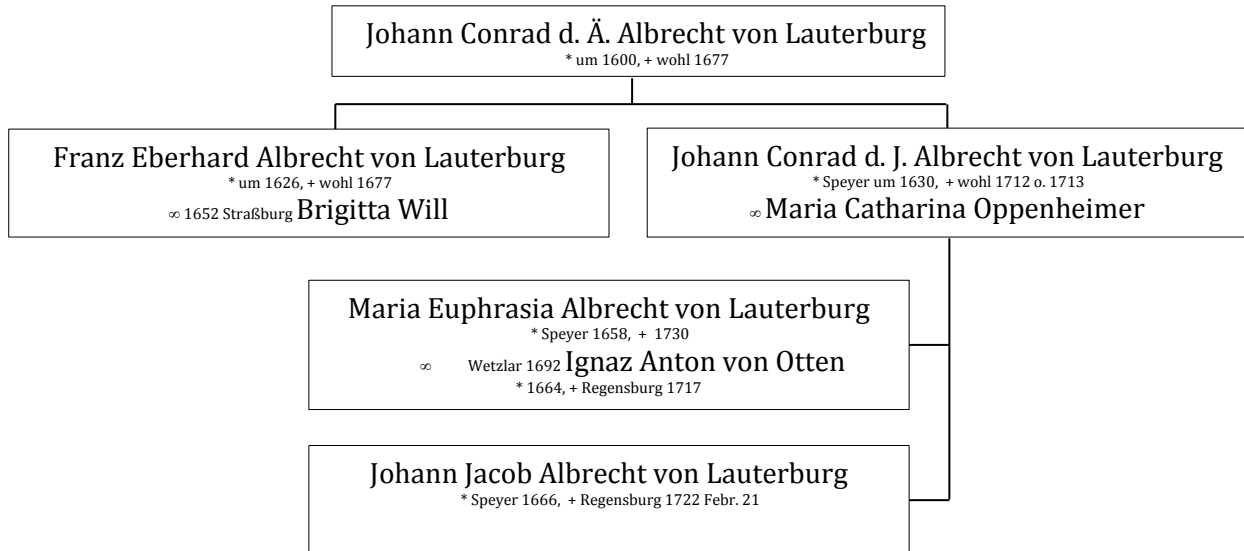 Johann Conrad d. Ä. Albrecht von Lauterburg
* um 1600, + wohl 1677
Franz Eberhard Albrecht von Lauterburg
* um 1626, + wohl 1677
∞ 1652 Straßburg Brigitta Will
Johann Conrad d. J. Albrecht von Lauterburg
* Speyer um 1630, + wohl 1712 o. 1713
∞ Maria Catharina Oppenheimer
Maria Euphrasia Albrecht von Lauterburg
* Speyer 1658, + 1730
∞ Wetzlar 1692 Ignaz Anton von Otten
* 1664, + Regensburg 1717
Johann Jacob Albrecht von Lauterburg
* Speyer 1666, + Regensburg 1722 Febr. 21